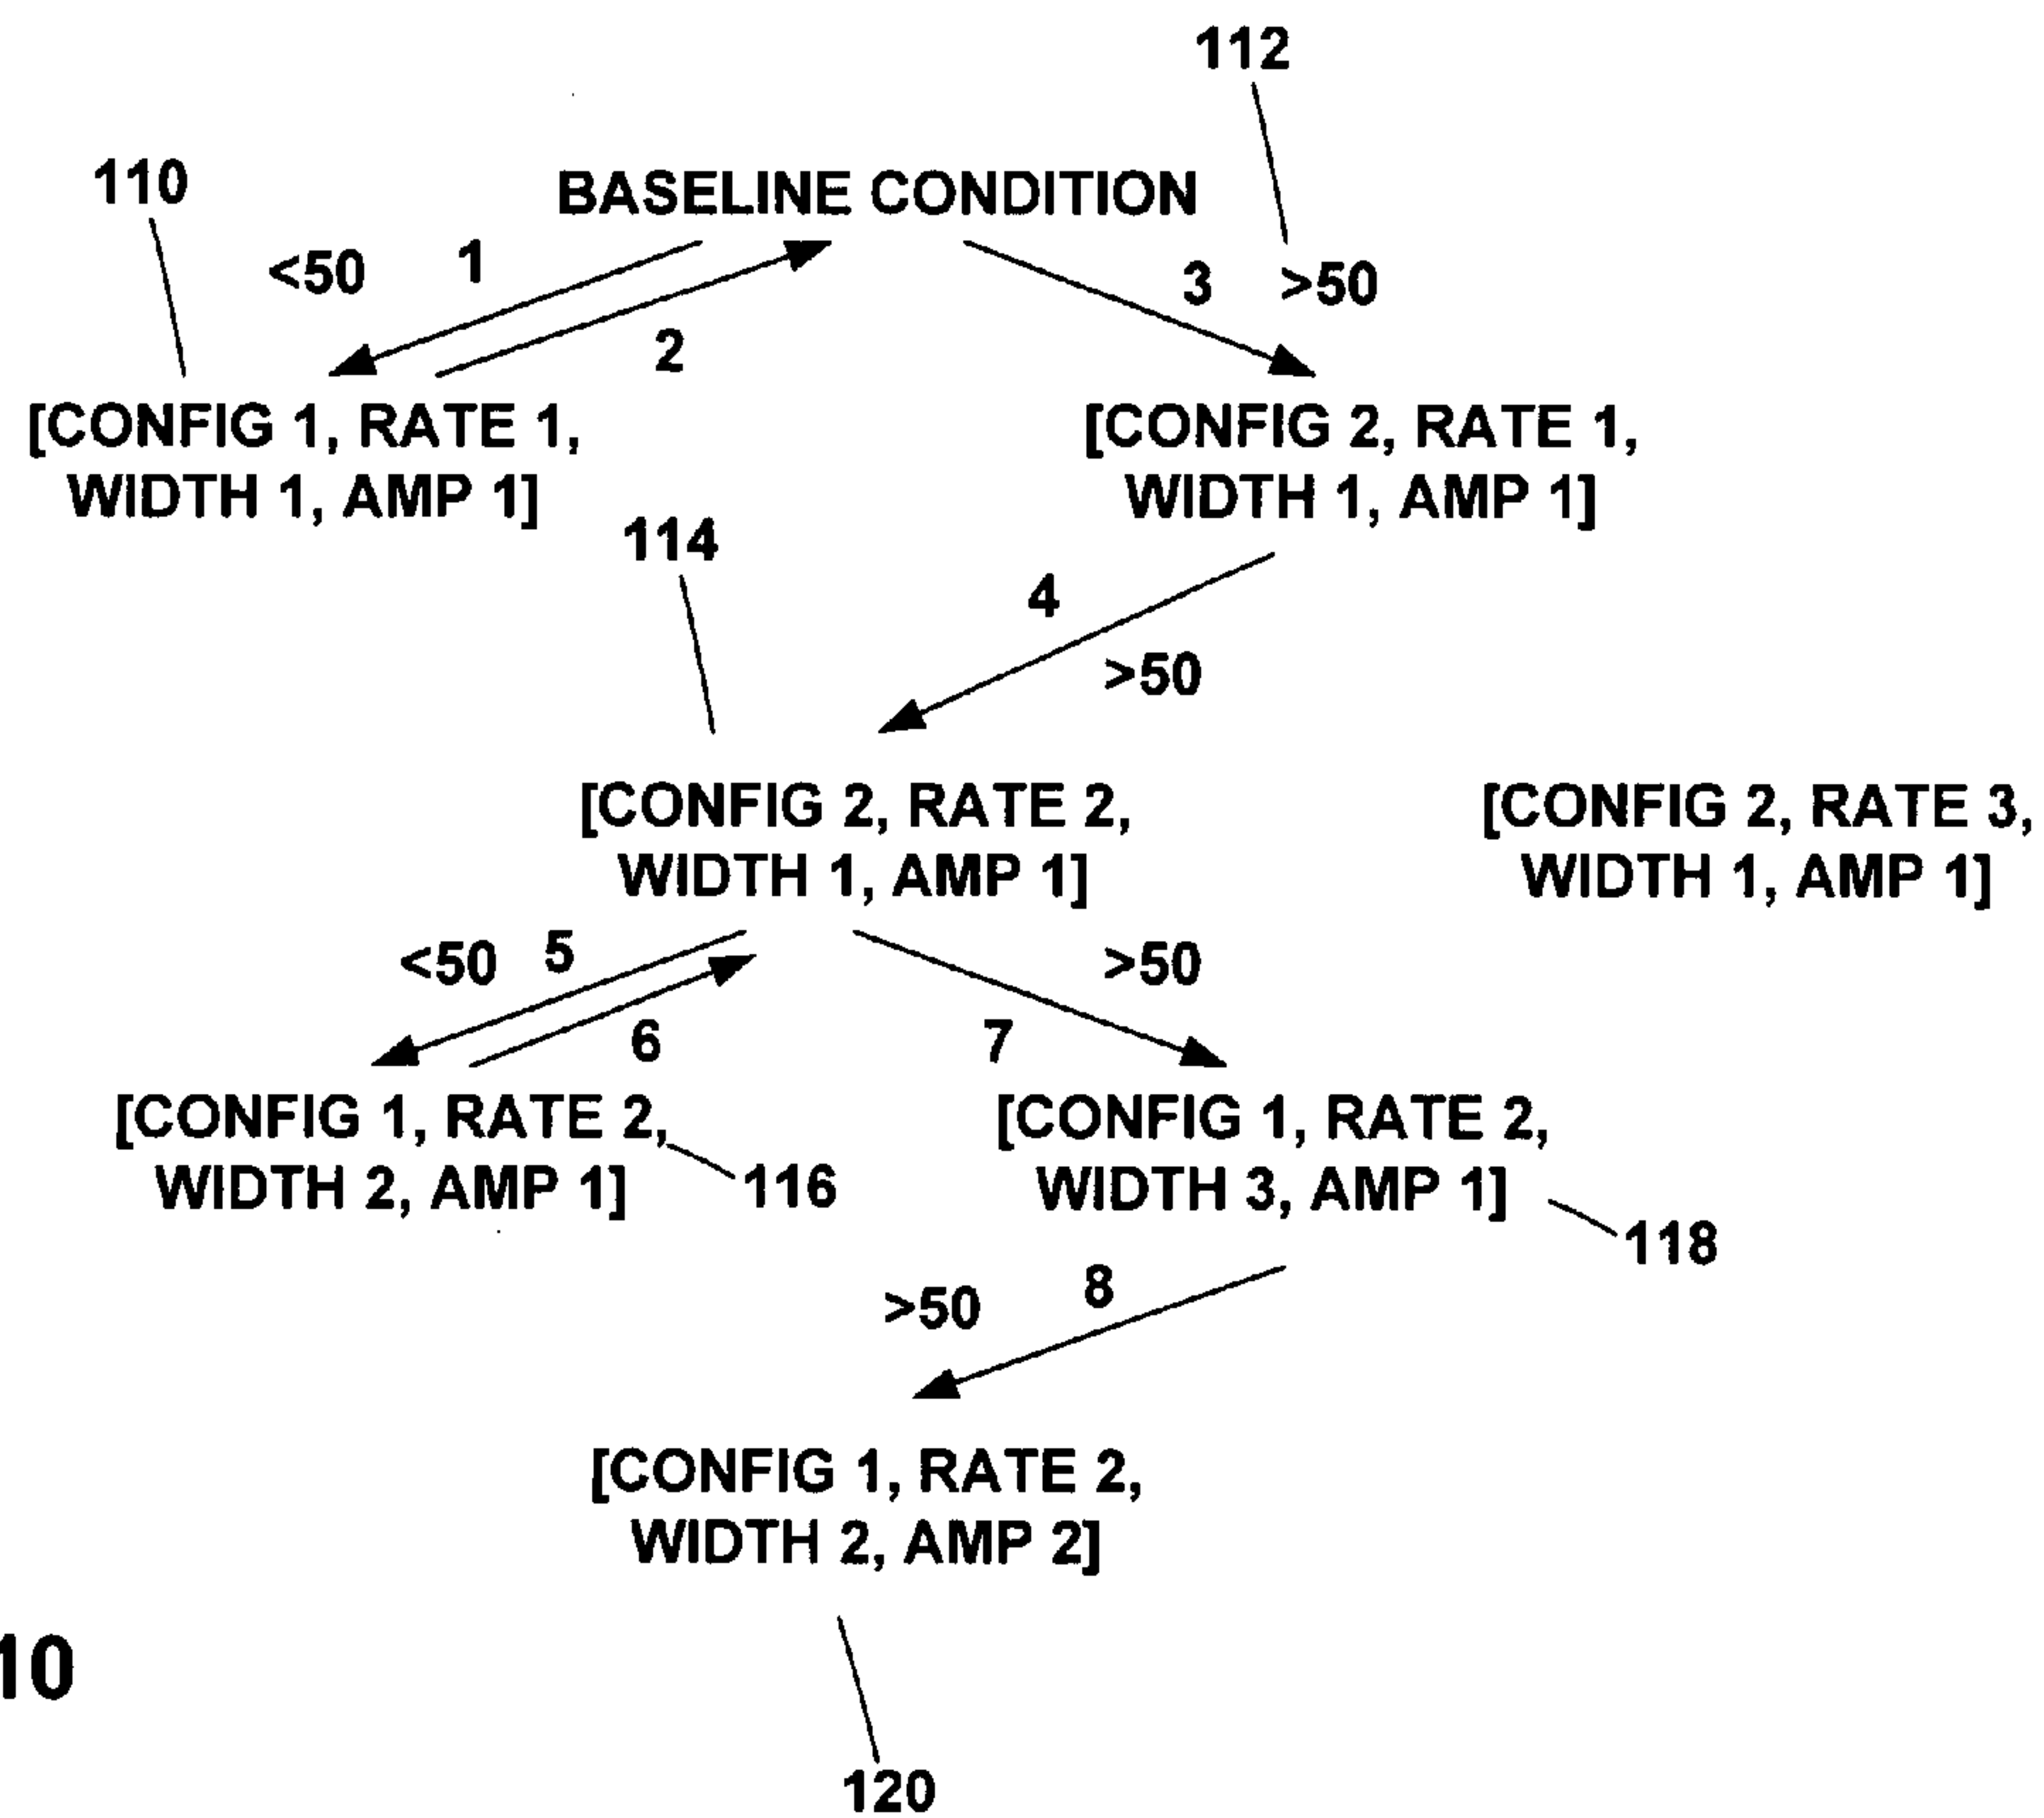 112
110
BASELINE CONDITION
<50
1
2
3
>50
[CONFIG 1, RATE 1,
WIDTH 1, AMP 1]
[CONFIG 2, RATE 1,
WIDTH 1, AMP 1]
114
4
>50
[CONFIG 2, RATE 2,
WIDTH 1, AMP 1]
[CONFIG 2, RATE 3,
WIDTH 1, AMP 1]
<50
5
6
>50
7
[CONFIG 1, RATE 2,
WIDTH 2, AMP 1]
116
[CONFIG 1, RATE 2,
WIDTH 3, AMP 1]
118
>50
8
[CONFIG 1, RATE 2,
WIDTH 2, AMP 2]
10
120